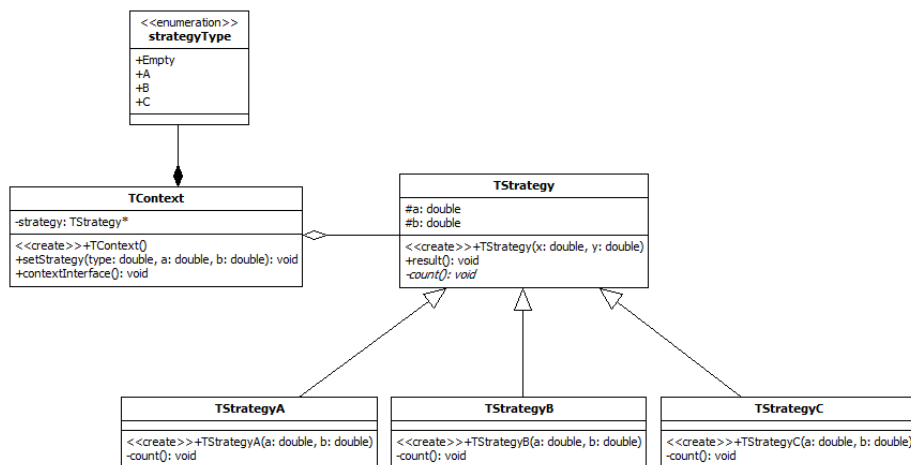 <<enumeration>>
strategyType
+Empty
+A
+B
+C
TContext
-strategy: TStrategy*
<<create>>+TContext()
+setStrategy(type: double, a: double, b: double): void
+contextInterface(): void
TStrategy
#a: double
#b: double
<<create>>+TStrategy(x: double, y: double)
+result(): void
-count(): void
TStrategyA
<<create>>+TStrategyA(a: double, b: double)
-count(): void
TStrategyB
<<create>>+TStrategyB(a: double, b: double)
-count(): void
TStrategyC
<<create>>+TStrategyC(a: double, b: double)
-count(): void